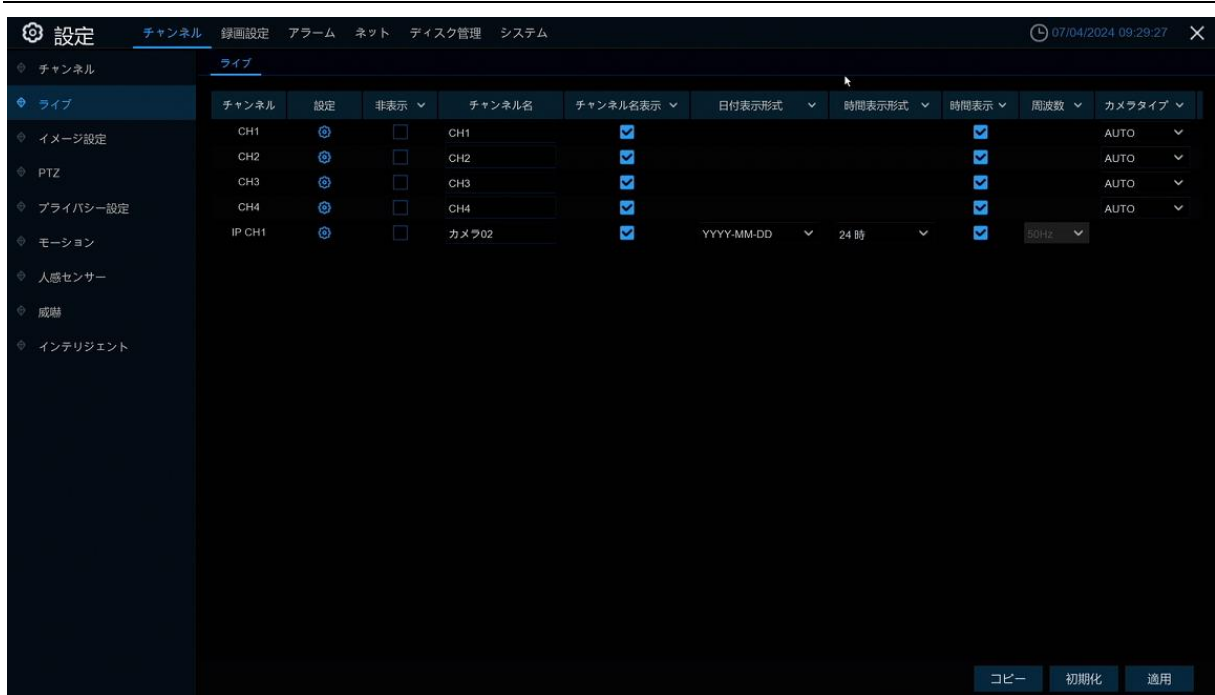 設定 チャンネル 録画設定 アラーム ネット ディスク管理 システム 07/04/2024 09:29:27
チャンネル
ライブ
イメージ設定
PTZ
プライバシー設定
モーション
人感センサー
威嚇
インテリジェント
ライブ
チャンネル 設定 非表示 チャンネル名 チャンネル名表示 日付表示形式 時間表示形式 時間表示 周波数 カメラタイプ
CH1 CH1 AUTO
CH2 CH2 AUTO
CH3 CH3 AUTO
CH4 CH4 AUTO
IP CH1 カメラ02 YYYY-MM-DD 24 時 50Hz
コピー 初期化 適用